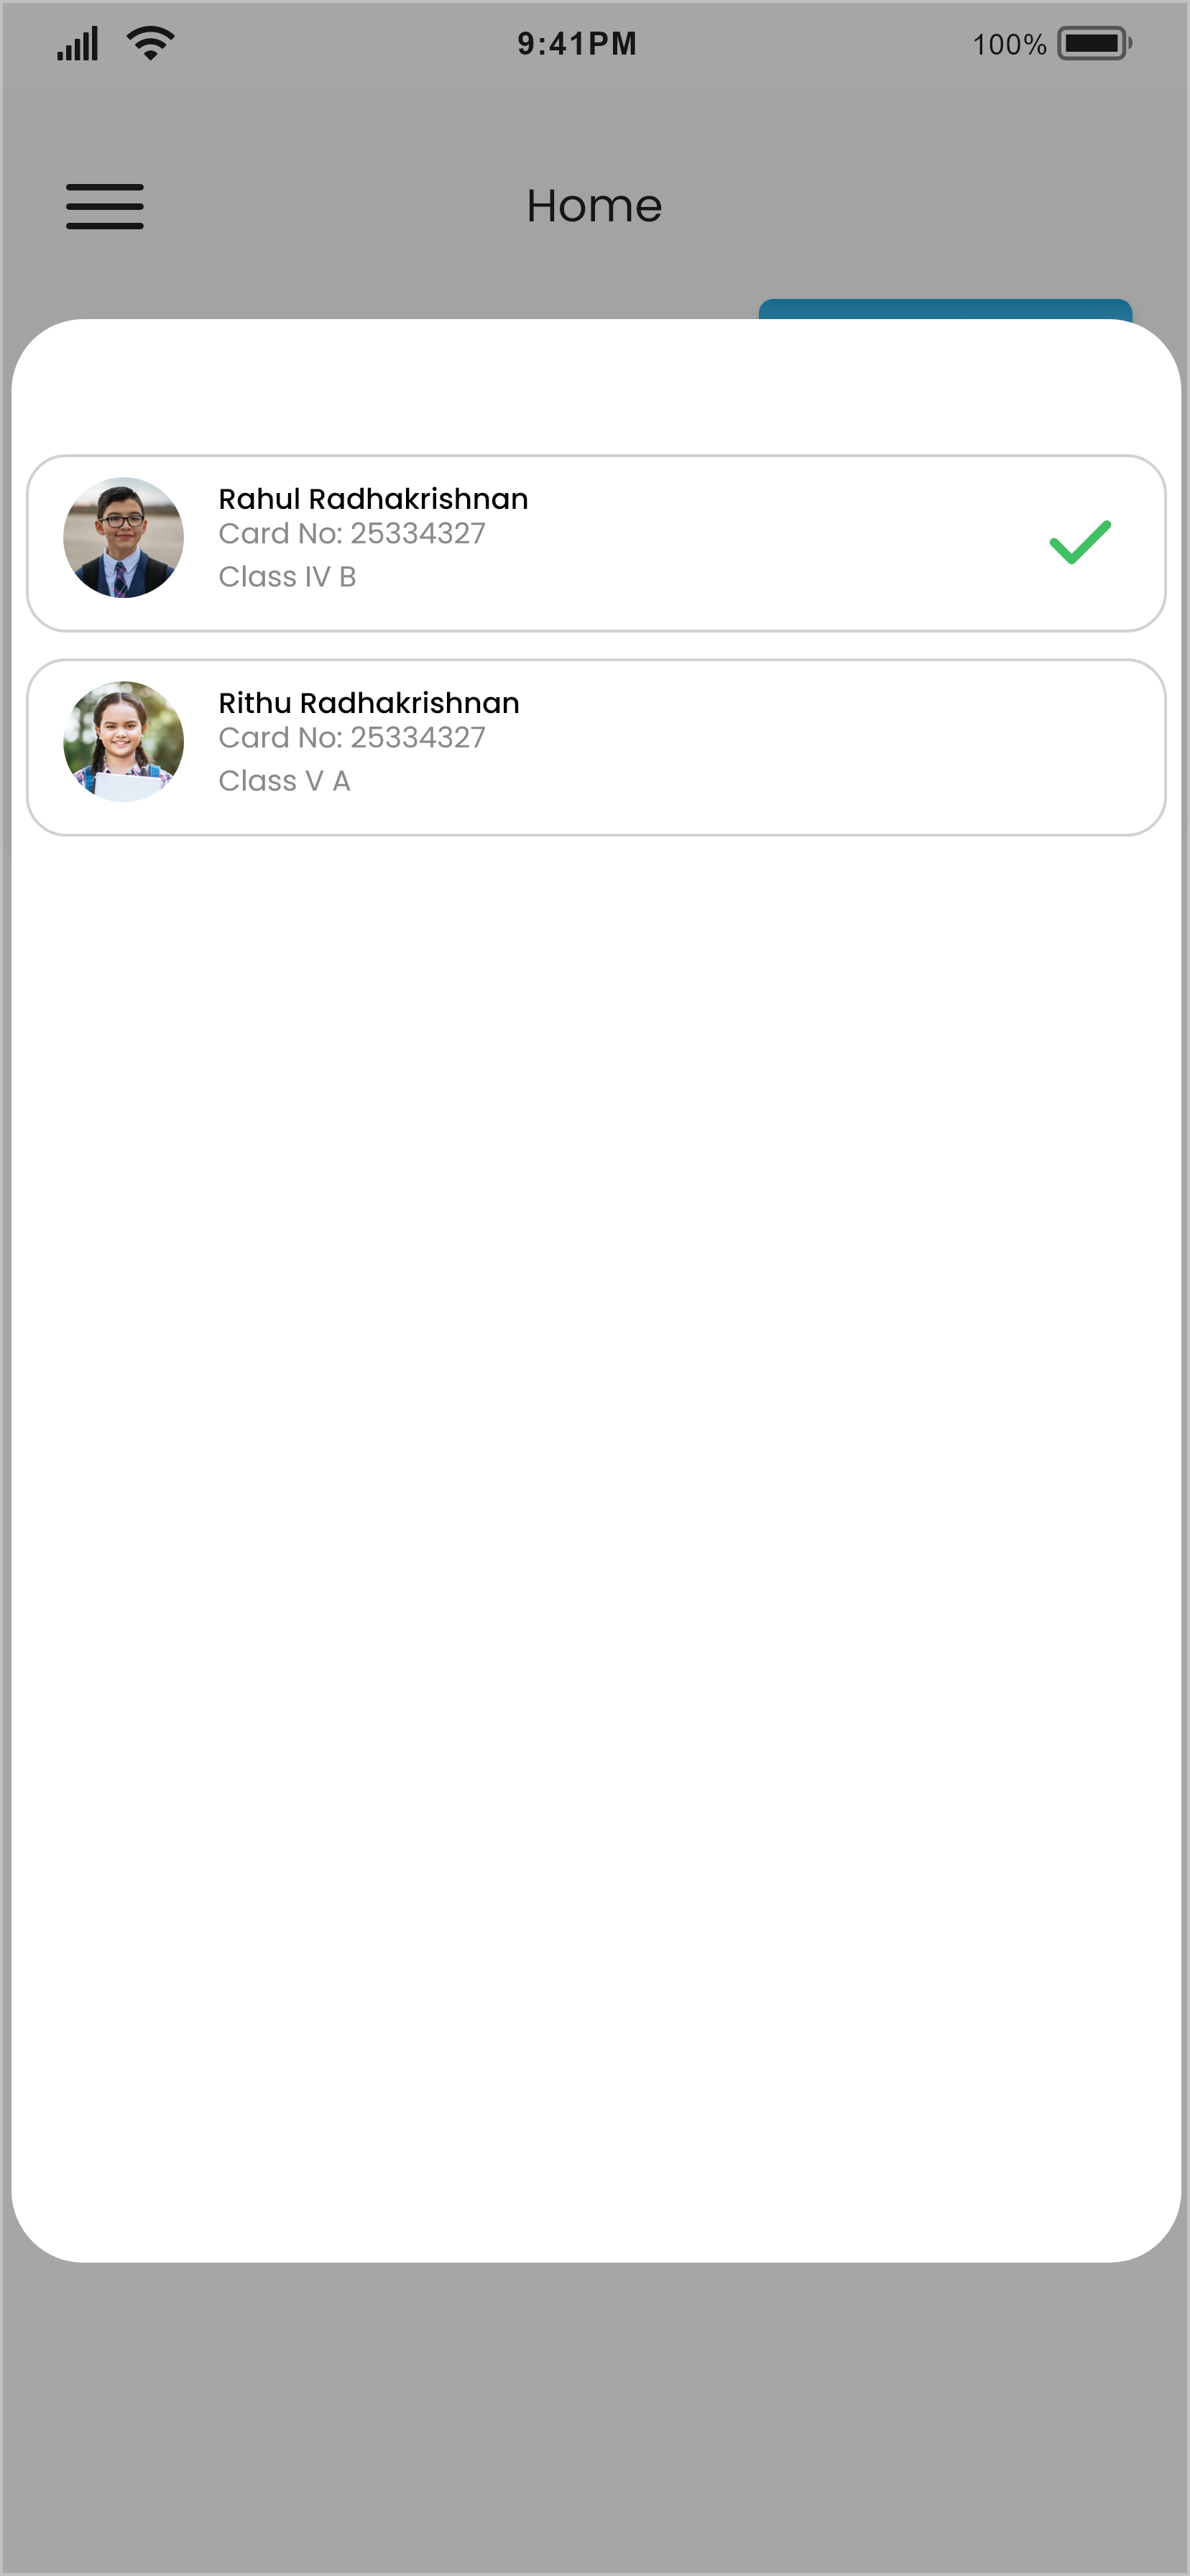 9:41PM
100%
Home
Rahul Radhakrishnan
Card No: 25334327
Class IV B
Rithu Radhakrishnan
Card No: 25334327
Class V A